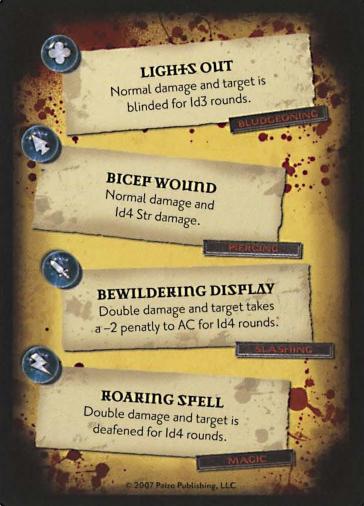 LIGHTS OUT
Normal damage and target is
blinded for 1d3 rounds.
BLUDGEONING
BICEP WOUND
Normal damage and
1d4 Str damage.
PIERCING
BEWILDERING DISPLAY
Double damage and target takes
a –2 penatly to AC for 1d4 rounds.
SLASHING
ROARING SPELL
Double damage and target is
deafened for 1d4 rounds.
MAGIC
© 2007 Paizo Publishing, LLC